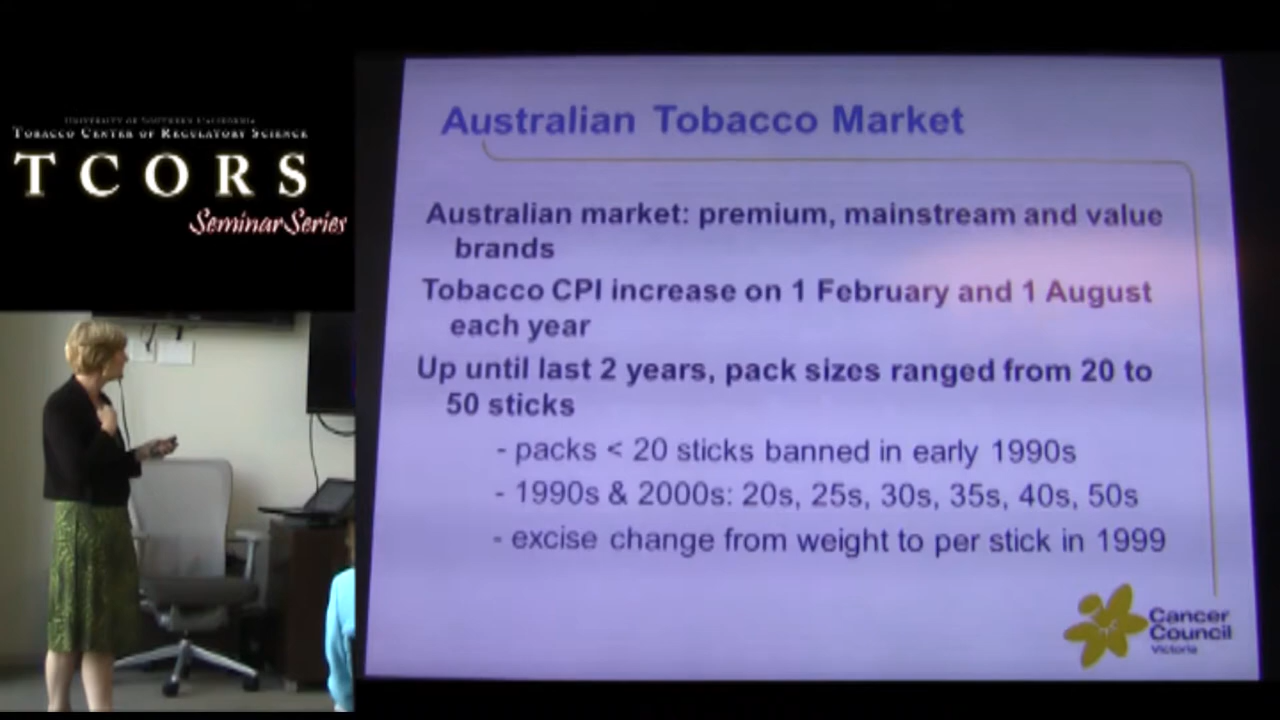 UNIVERSITY OF SOUTHERN CALIFORNIA
TOBACCO CENTER OF REGULATORY SCIENCE
TCORS
Seminar Series
Australian Tobacco Market
Australian market: premium, mainstream and value
brands
Tobacco CPI increase on 1 February and 1 August
each year
Up until last 2 years, pack sizes ranged from 20 to
50 sticks
- packs < 20 sticks banned in early 1990s
- 1990s & 2000s: 20s, 25s, 30s, 35s, 40s, 50s
- excise change from weight to per stick in 1999
Cancer
Council
Victoria